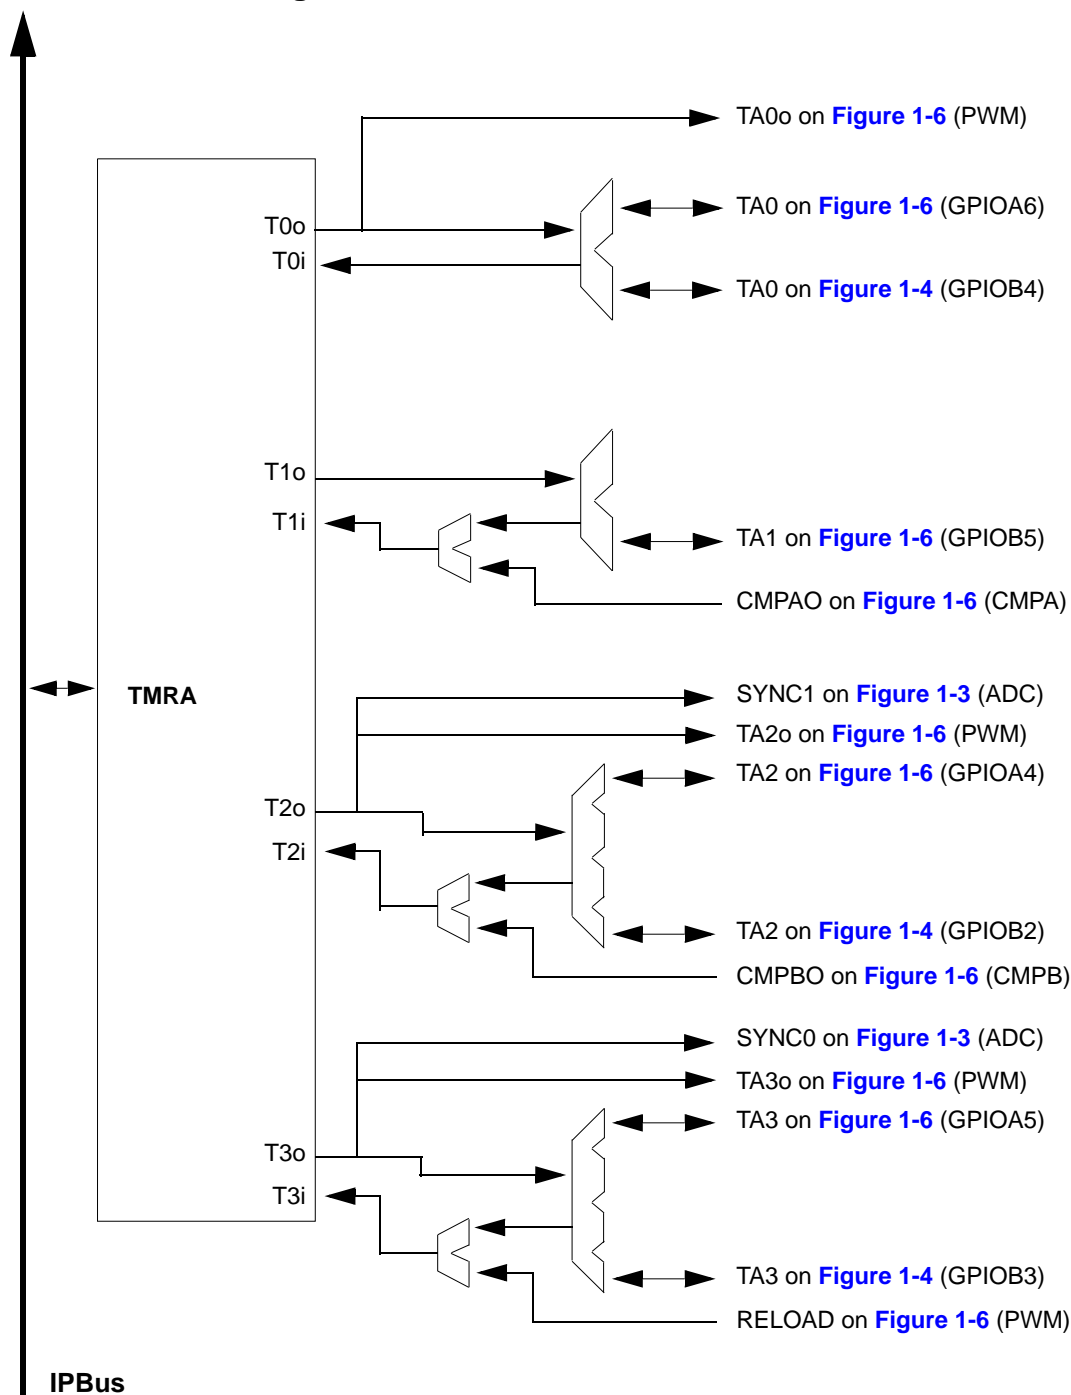 TA0o on Figure 1-6 (PWM)
T0o
TA0 on Figure 1-6 (GPIOA6)
T0i
TA0 on Figure 1-4 (GPIOB4)
T1o
T1i
TA1 on Figure 1-6 (GPIOB5)
CMPAO on Figure 1-6 (CMPA)
TMRA
SYNC1 on Figure 1-3 (ADC)
TA2o on Figure 1-6 (PWM)
TA2 on Figure 1-6 (GPIOA4)
T2o
T2i
TA2 on Figure 1-4 (GPIOB2)
CMPBO on Figure 1-6 (CMPB)
SYNC0 on Figure 1-3 (ADC)
TA3o on Figure 1-6 (PWM)
TA3 on Figure 1-6 (GPIOA5)
T3o
T3i
TA3 on Figure 1-4 (GPIOB3)
RELOAD on Figure 1-6 (PWM)
IPBus